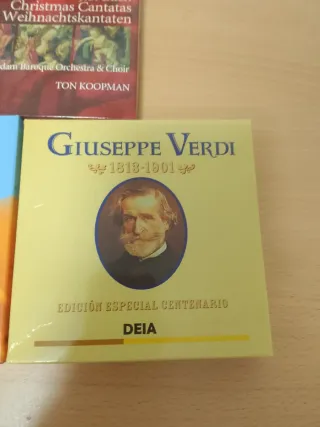 Christmas Cantatas
Weihnachtskantaten
Baroque Orchestra & Choir
TON KOOPMAN
GIUSEPPE VERDI
1813-1901
EDICIÓN ESPECIAL CENTENARIO
DEIA